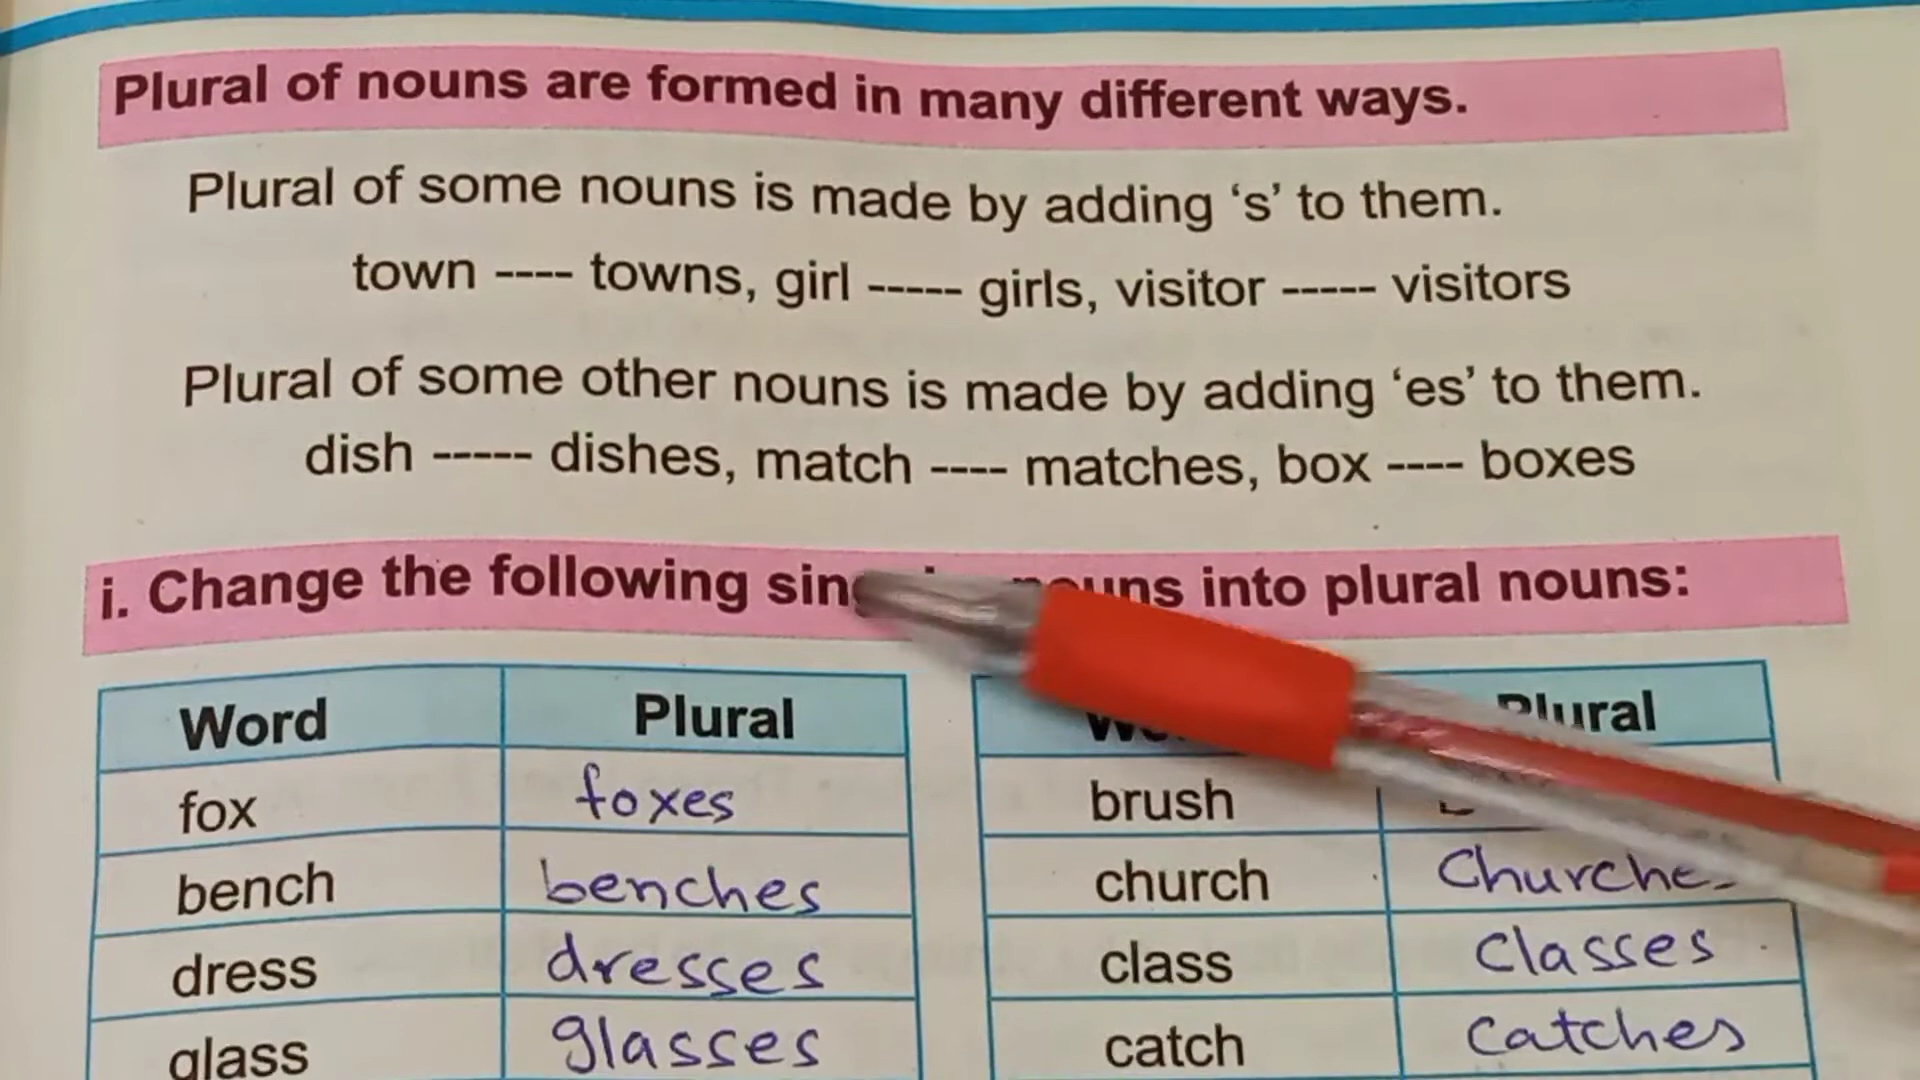 Plural of nouns are formed in many different ways.
Plural of some nouns is made by adding ‘s’ to them.
town ---- towns, girl ----- girls, visitor ----- visitors
Plural of some other nouns is made by adding ‘es’ to them.
dish ----- dishes, match ---- matches, box ---- boxes
i. Change the following nouns into plural nouns:
Word Plural Plural
fox foxes brush
bench benches church
dress dresses class Classes
glass glasses catch Catches